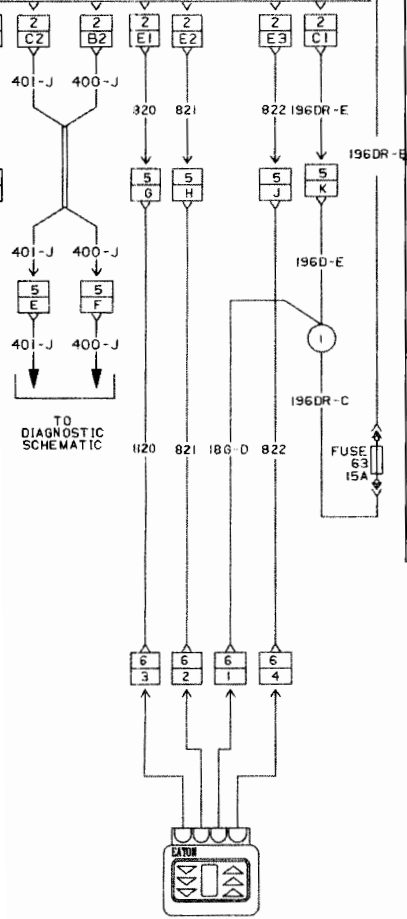 2 2 2 2 2 2
C2 B2 E1 E2 E3 C1
401-J 400-J 820 821 822 196DR-E
196DR-E
5 5 5 5
G H J K
401-J 400-J 196D-E
5 5
E F
1
401-J 400-J
196DR-C
TO
DIAGNOSTIC
SCHEMATIC
820 821 18G-D 822
FUSE
63
15A
6 6 6 6
3 2 1 4
EATON